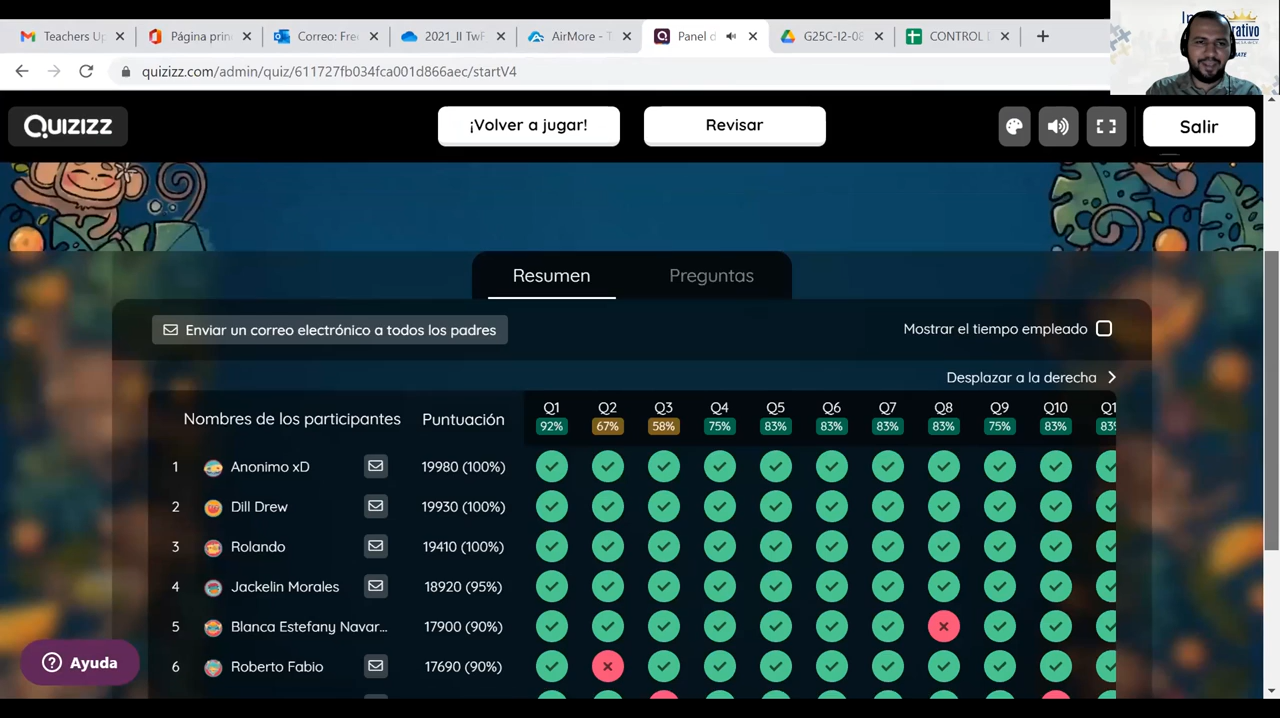 Teachers Up
Página prin
Correo: Fre
2021_II TwF
AirMore - T
Panel d
G25C-I2-08
CONTROL D
quizizz.com/admin/quiz/611727fb034fca001d866aec/startV4
Quizizz
¡Volver a jugar!
Revisar
Salir
Resumen
Preguntas
Enviar un correo electrónico a todos los padres
Mostrar el tiempo empleado
Desplazar a la derecha
Nombres de los participantes Puntuación Q1 Q2 Q3 Q4 Q5 Q6 Q7 Q8 Q9 Q10 Q1
92% 67% 58% 75% 83% 83% 83% 83% 75% 83% 83
1 Anonimo xD 19980 (100%)
2 Dill Drew 19930 (100%)
3 Rolando 19410 (100%)
4 Jackelin Morales 18920 (95%)
5 Blanca Estefany Navar... 17900 (90%)
6 Roberto Fabio 17690 (90%)
Ayuda